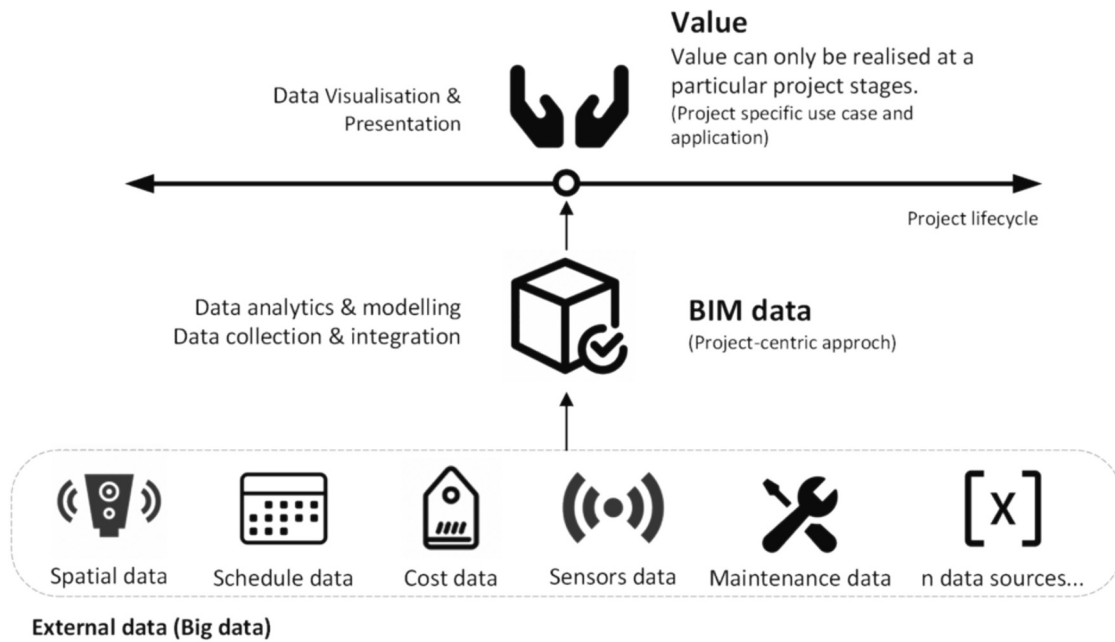 Value
Value can only be realised at a
particular project stages.
(Project specific use case and
application)
Data Visualisation &
Presentation
Project lifecycle
Data analytics & modelling
Data collection & integration
BIM data
(Project-centric approch)
[X]
Spatial data
Schedule data
Cost data
Sensors data
Maintenance data
n data sources...
External data (Big data)